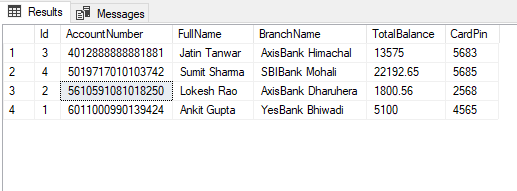 Results Messages
Id AccountNumber FullName BranchName TotalBalance CardPin
1 3 4012888888881881 Jatin Tanwar AxisBank Himachal 13575 5683
2 4 5019717010103742 Sumit Sharma SBIBank Mohali 22192.65 5685
3 2 5610591081018250 Lokesh Rao AxisBank Dharuhera 1800.56 2568
4 1 6011000990139424 Ankit Gupta YesBank Bhiwadi 5100 4565